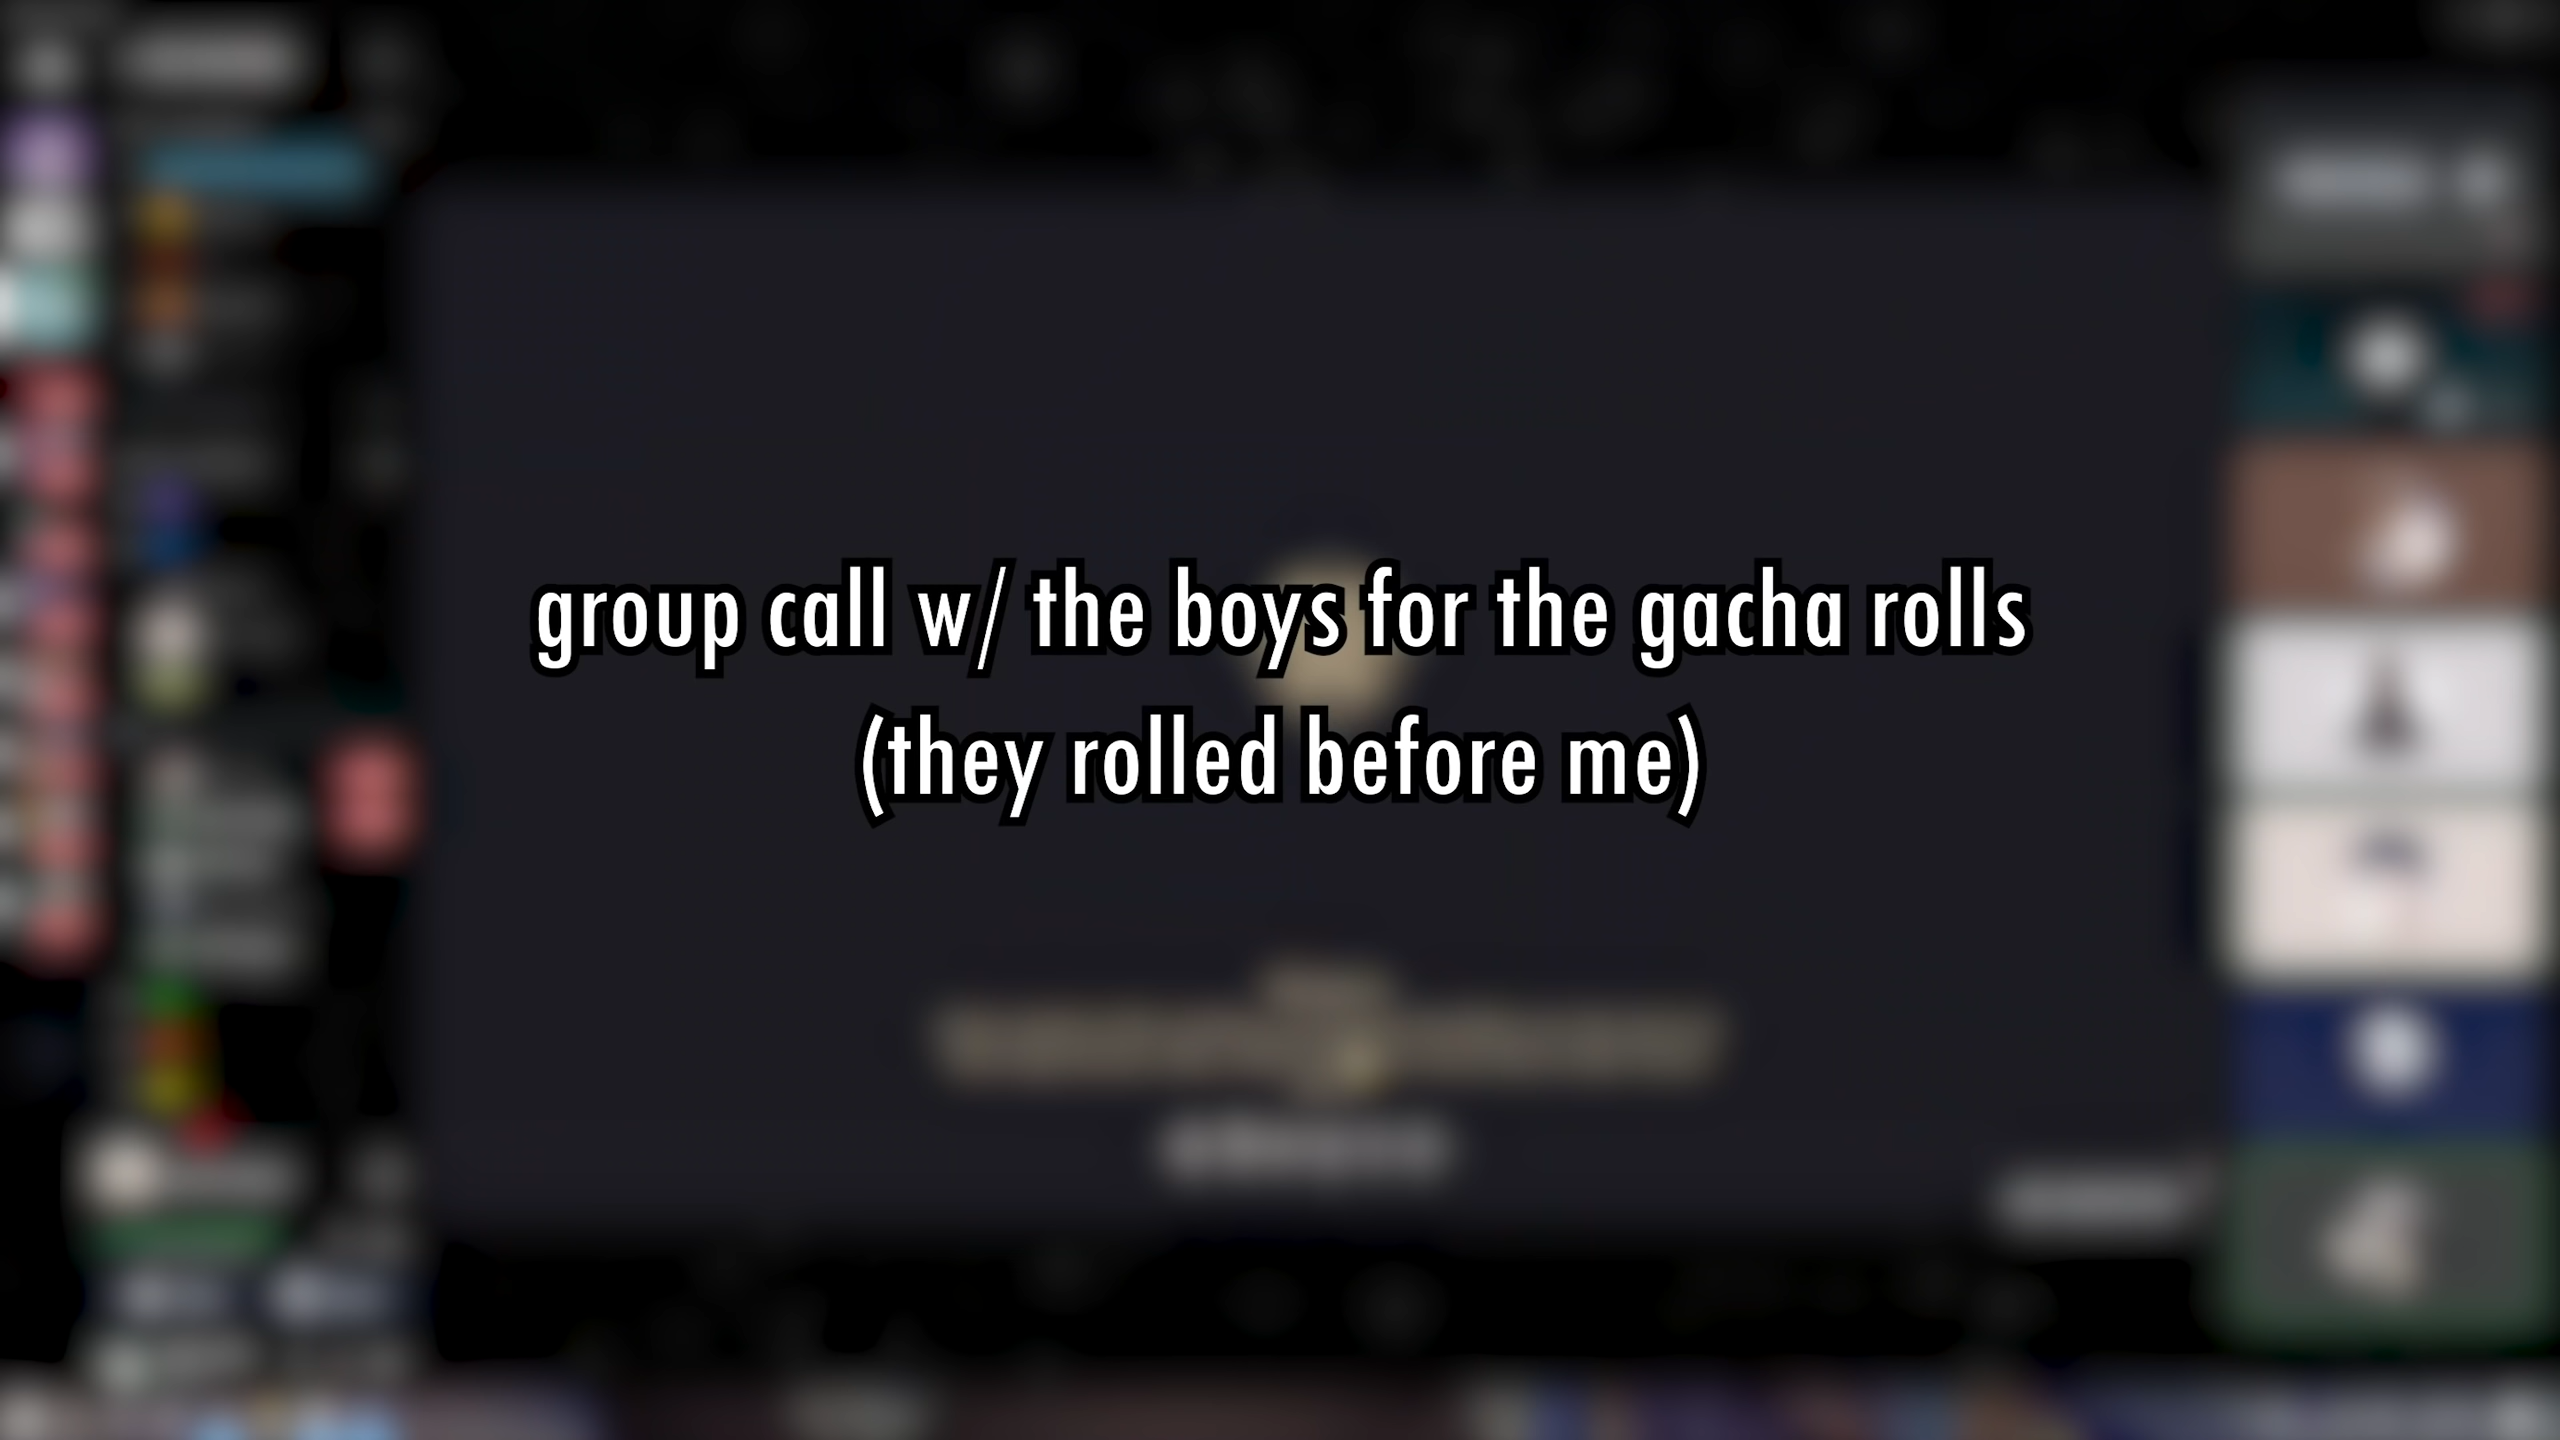 group call w/ the boys for the gacha rolls
(they rolled before me)